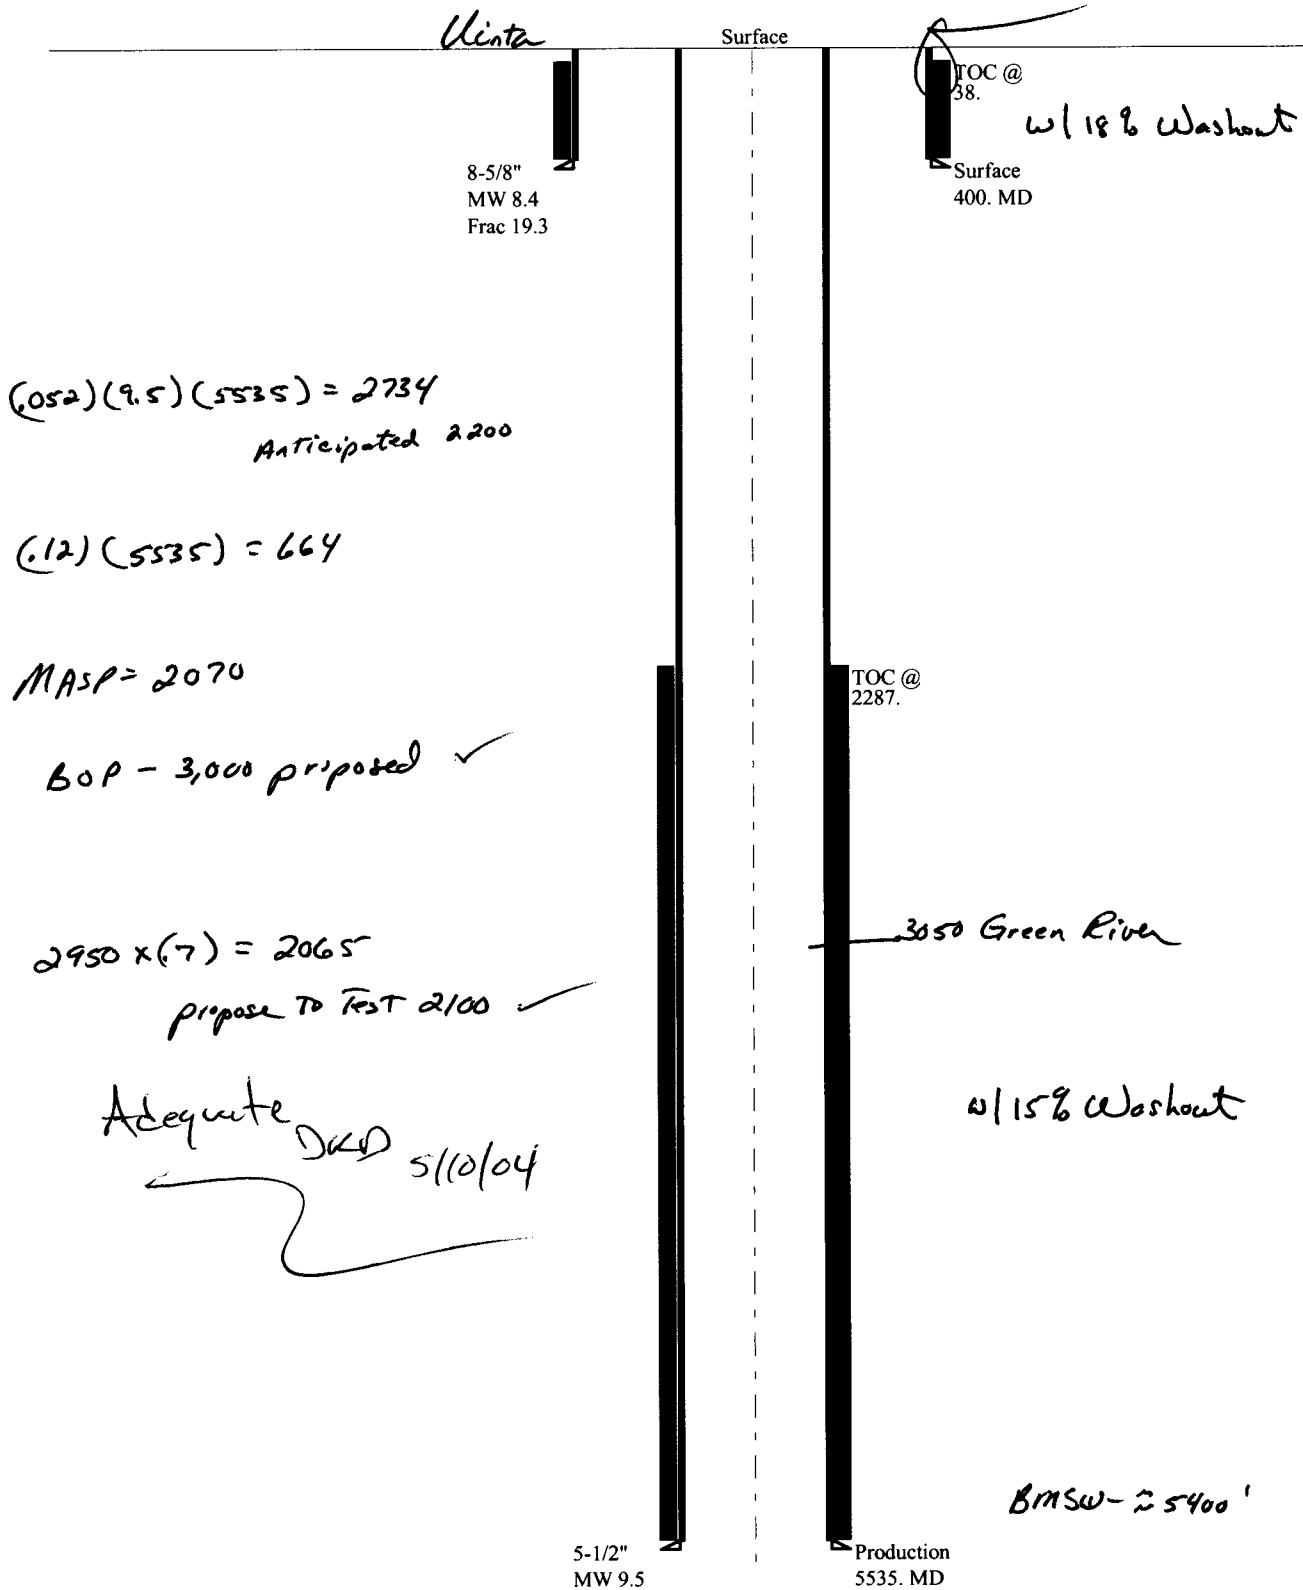 Uinta
Surface
TOC @
38.
w/ 18% Washout
8-5/8"
MW 8.4
Frac 19.3
Surface
400. MD
(.052)(9.5)(5535) = 2734
Anticipated 2200
(.12)(5535) = 664
MASP = 2070
BOP - 3,000 proposed ✓
TOC @
2287.
2950 x (.7) = 2065
propose To Test 2100 ✓
3050 Green River
Adequate DKD 5/10/04
w/ 15% Washout
BMSW - ≈ 5400'
5-1/2"
MW 9.5
Production
5535. MD